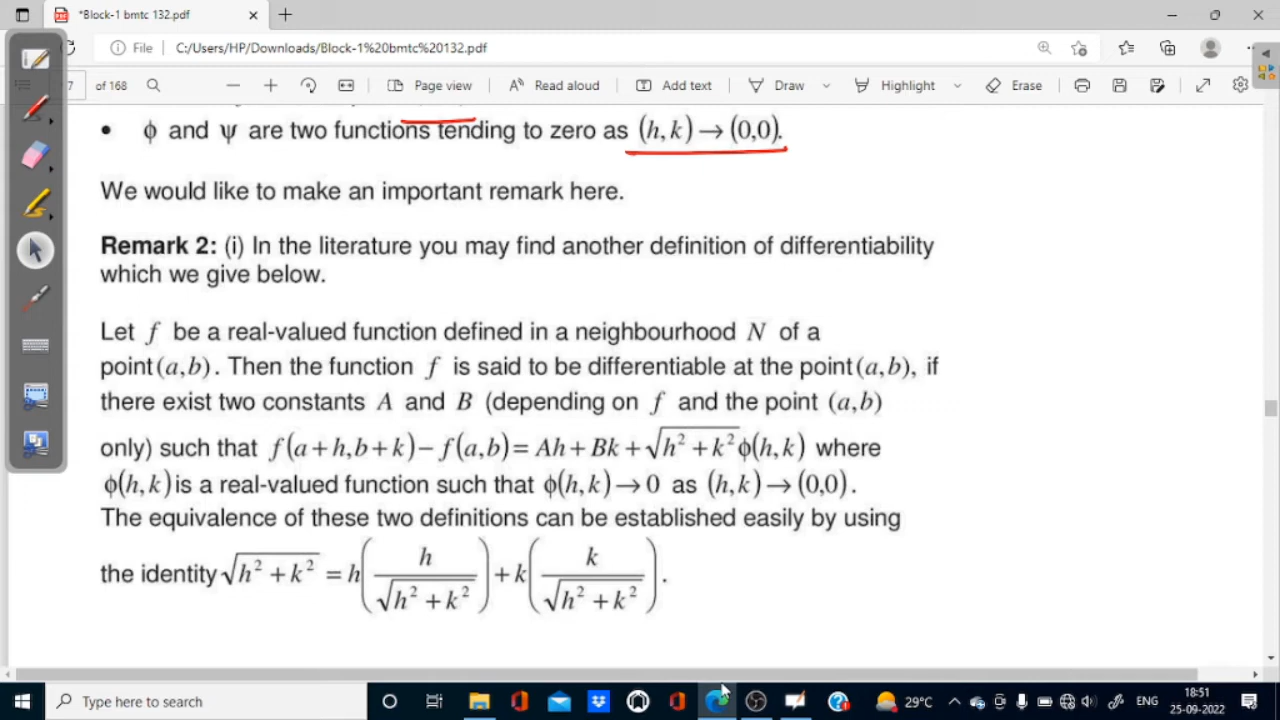 *Block-1 bmtc 132.pdf
File C:/Users/HP/Downloads/Block-1%20bmtc%20132.pdf
7 of 168 Page view Read aloud Add text Draw Highlight Erase
• ϕ and ψ are two functions tending to zero as (h,k)→(0,0).
We would like to make an important remark here.
Remark 2: (i) In the literature you may find another definition of differentiability
which we give below.
Let f be a real-valued function defined in a neighbourhood N of a
point(a,b). Then the function f is said to be differentiable at the point(a,b), if
there exist two constants A and B (depending on f and the point (a,b)
only) such that f(a+h,b+k)−f(a,b)=Ah+Bk+√(h²+k²)ϕ(h,k) where
ϕ(h,k)is a real-valued function such that ϕ(h,k)→0 as (h,k)→(0,0).
The equivalence of these two definitions can be established easily by using
the identity √(h²+k²) = h(h/√(h²+k²)) + k(k/√(h²+k²)).
Type here to search 29°C ENG 18:51
25-09-2022